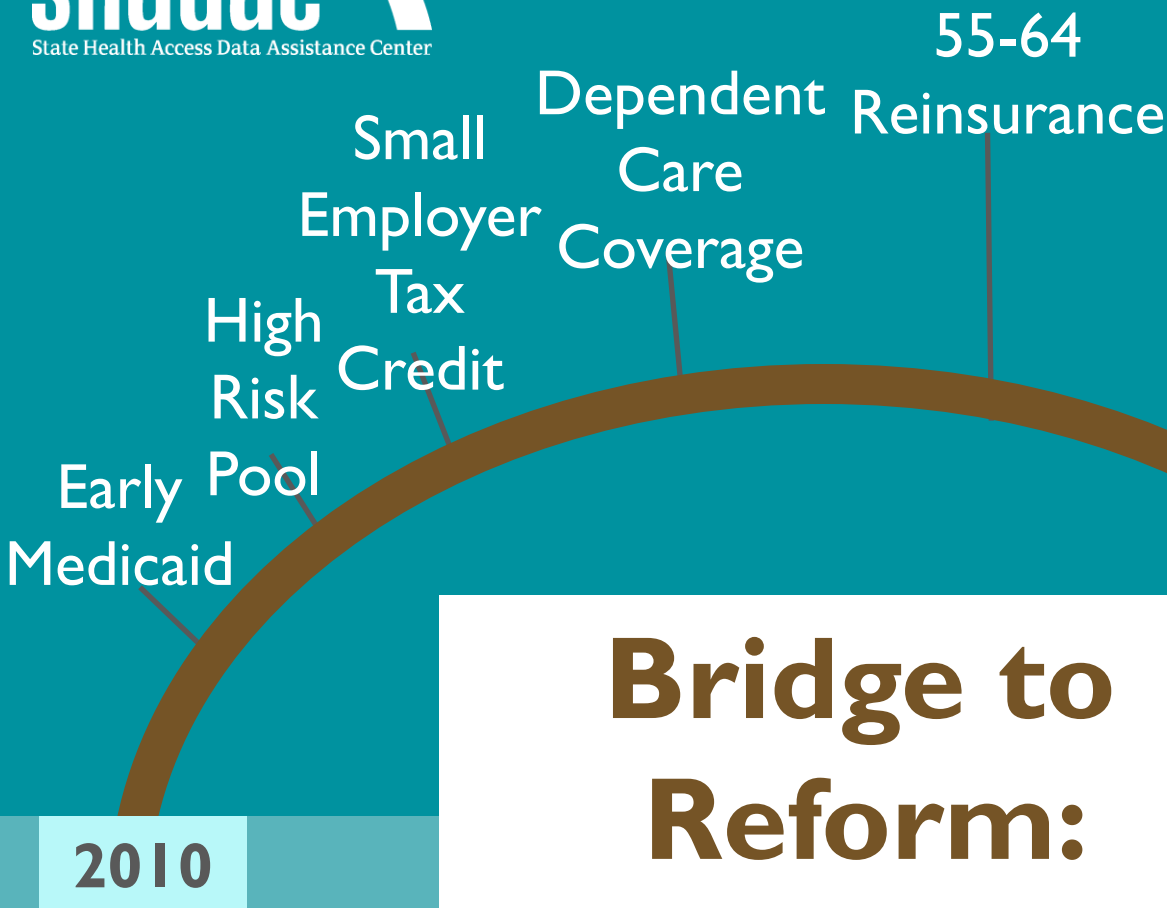 shadac
State Health Access Data Assistance Center
55-64
Reinsurance
Dependent
Care
Coverage
Small
Employer
Tax
Credit
High
Risk
Pool
Early
Medicaid
Bridge to
Reform:
2010